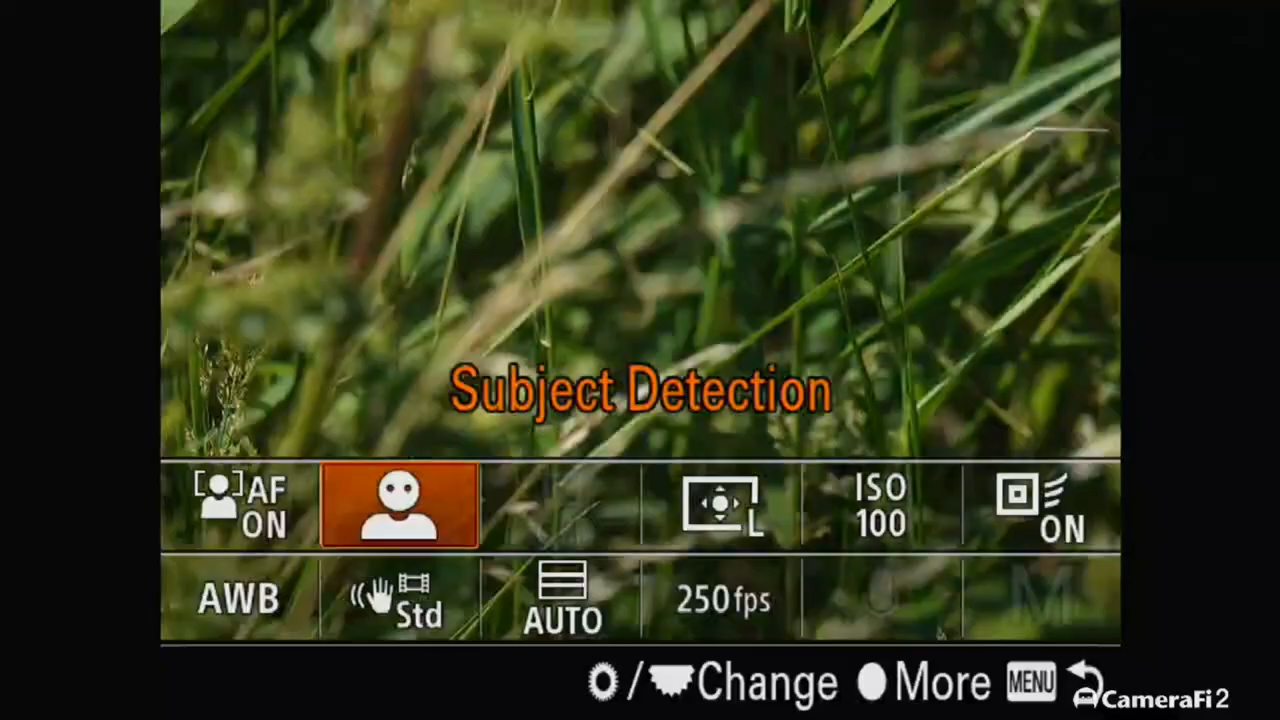 Subject Detection
AF
ON
L
ISO
100
ON
AWB
Std
AUTO
250fps
M
/ Change More MENU
CameraFi2